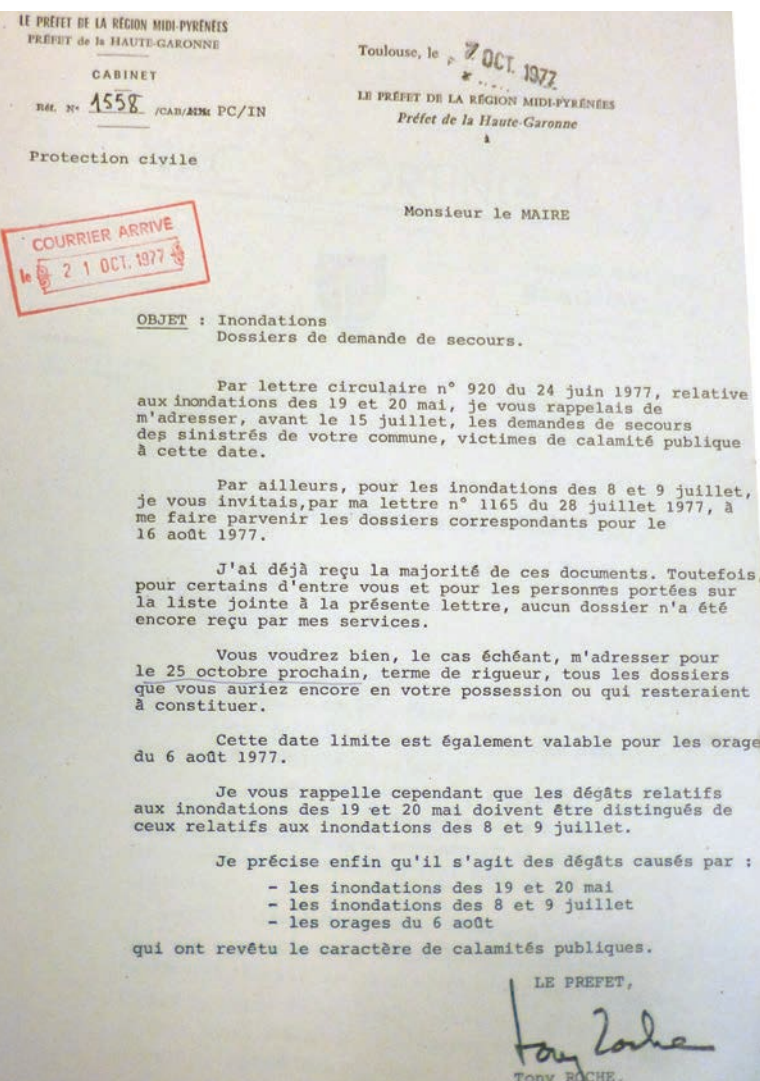 LE PRÉFET DE LA RÉGION MIDI-PYRÉNÉES
PRÉFET de la HAUTE-GARONNE
CABINET
Réf. N° 1558 /CAB/ PC/IN
Protection civile
Toulouse, le 7 OCT. 1977
LE PRÉFET DE LA RÉGION MIDI-PYRÉNÉES
Préfet de la Haute-Garonne
à
Monsieur le MAIRE
COURRIER ARRIVÉ
le 21 OCT. 1977
OBJET : Inondations
Dossiers de demande de secours.
Par lettre circulaire n° 920 du 24 juin 1977, relative
aux inondations des 19 et 20 mai, je vous rappelais de
m'adresser, avant le 15 juillet, les demandes de secours
des sinistrés de votre commune, victimes de calamité publique
à cette date.
Par ailleurs, pour les inondations des 8 et 9 juillet,
je vous invitais,par ma lettre n° 1165 du 28 juillet 1977, à
me faire parvenir les dossiers correspondants pour le
16 août 1977.
J'ai déjà reçu la majorité de ces documents. Toutefois,
pour certains d'entre vous et pour les personnes portées sur
la liste jointe à la présente lettre, aucun dossier n'a été
encore reçu par mes services.
Vous voudrez bien, le cas échéant, m'adresser pour
le 25 octobre prochain, terme de rigueur, tous les dossiers
que vous auriez encore en votre possession ou qui resteraient
à constituer.
Cette date limite est également valable pour les orage
du 6 août 1977.
Je vous rappelle cependant que les dégâts relatifs
aux inondations des 19 et 20 mai doivent être distingués de
ceux relatifs aux inondations des 8 et 9 juillet.
Je précise enfin qu'il s'agit des dégâts causés par :
- les inondations des 19 et 20 mai
- les inondations des 8 et 9 juillet
- les orages du 6 août
qui ont revêtu le caractère de calamités publiques.
LE PREFET,
Tony Roche
Tony ROCHE.